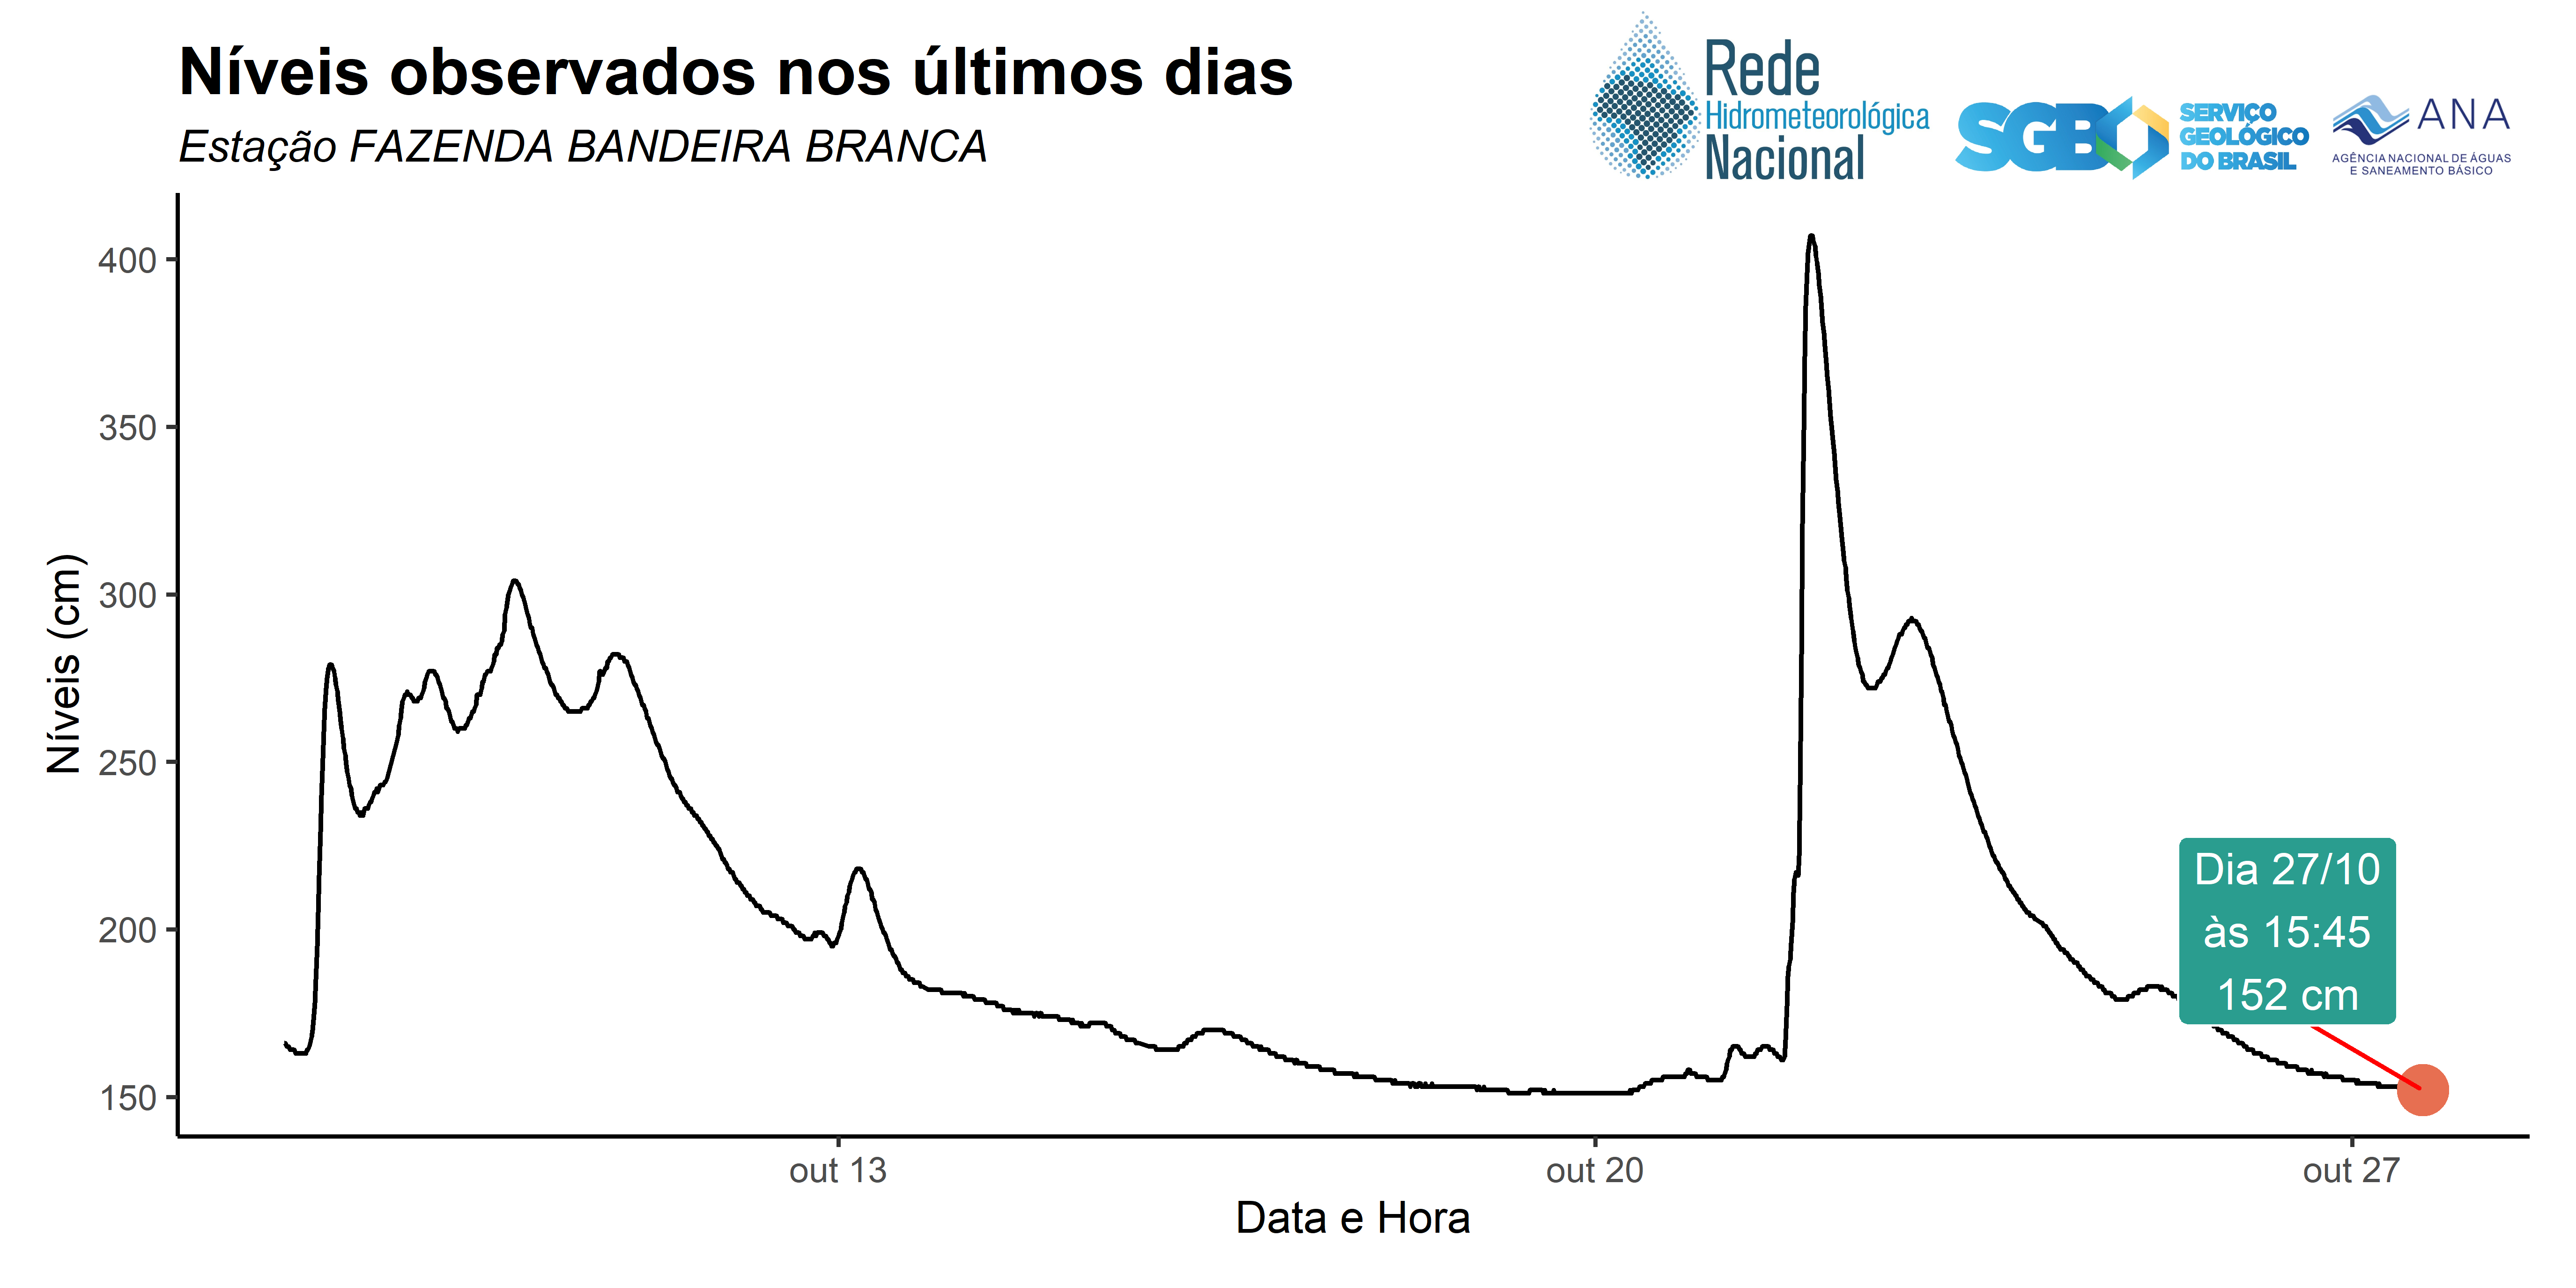 Níveis observados nos últimos dias
Estação FAZENDA BANDEIRA BRANCA
Rede
Hidrometeorológica
Nacional
SGB
SERVIÇO
GEOLÓGICO
DO BRASIL
ANA
AGÊNCIA NACIONAL DE ÁGUAS
E SANEAMENTO BÁSICO
Níveis (cm)
400
350
300
250
200
150
Dia 27/10
às 15:45
152 cm
out 13
out 20
out 27
Data e Hora